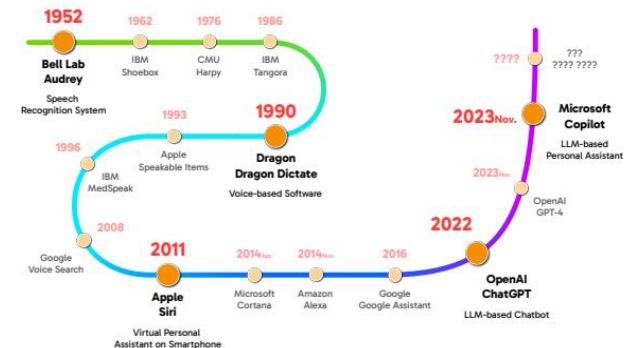 1952
Bell Lab
Audrey
Speech
Recognition System
1962
IBM
Shoebox
1976
CMU
Harpy
1986
IBM
Tangora
1990
Dragon
Dragon Dictate
Voice-based Software
1993
Apple
Speakable Items
1996
IBM
MedSpeak
2008
Google
Voice Search
2011
Apple
Siri
Virtual Personal
Assistant on Smartphone
2014Apr.
Microsoft
Cortana
2014Nov.
Amazon
Alexa
2016
Google
Google Assistant
2022
OpenAI
ChatGPT
LLM-based Chatbot
2023
OpenAI
GPT-4
2023Nov.
Microsoft
Copilot
LLM-based
Personal Assistant
????
???
???? ????